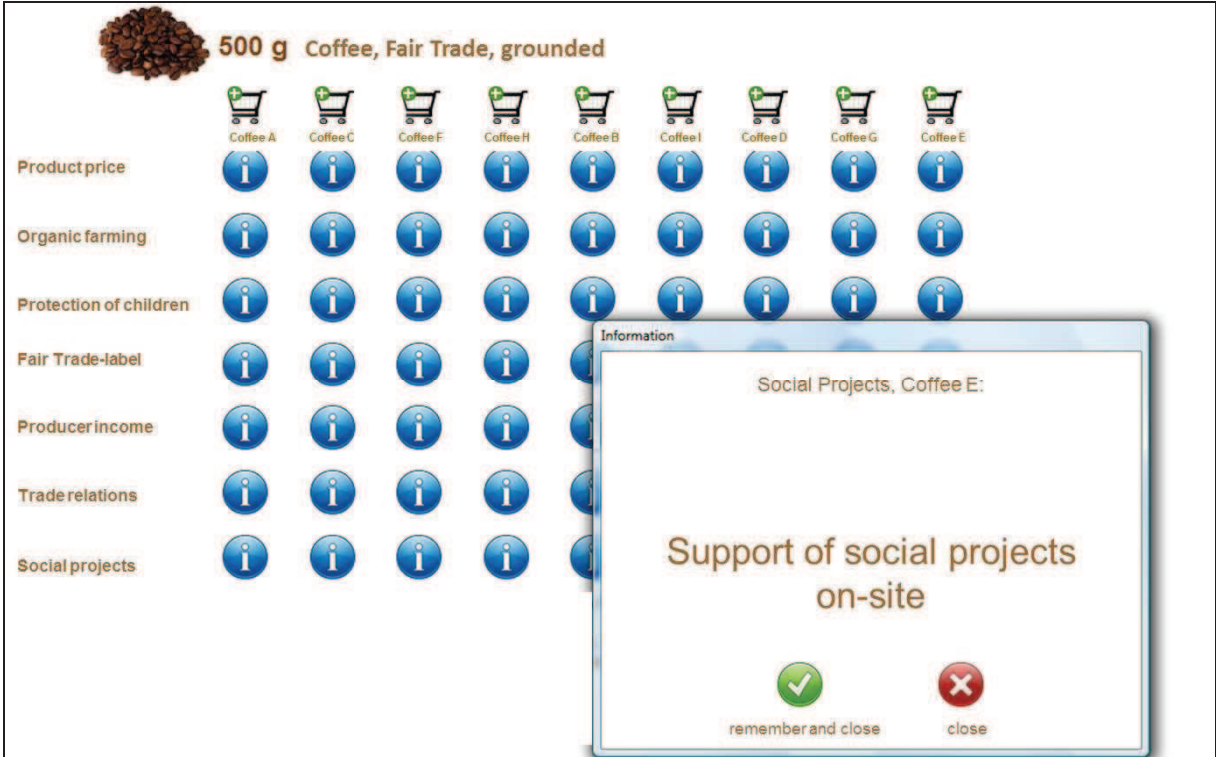 500 g Coffee, Fair Trade, grounded
Coffee A Coffee C Coffee F Coffee H Coffee B Coffee I Coffee D Coffee G Coffee E
Product price
Organic farming
Protection of children
Fair Trade-label
Producer income
Trade relations
Social projects
Information
Social Projects, Coffee E:
Support of social projects
on-site
remember and close close